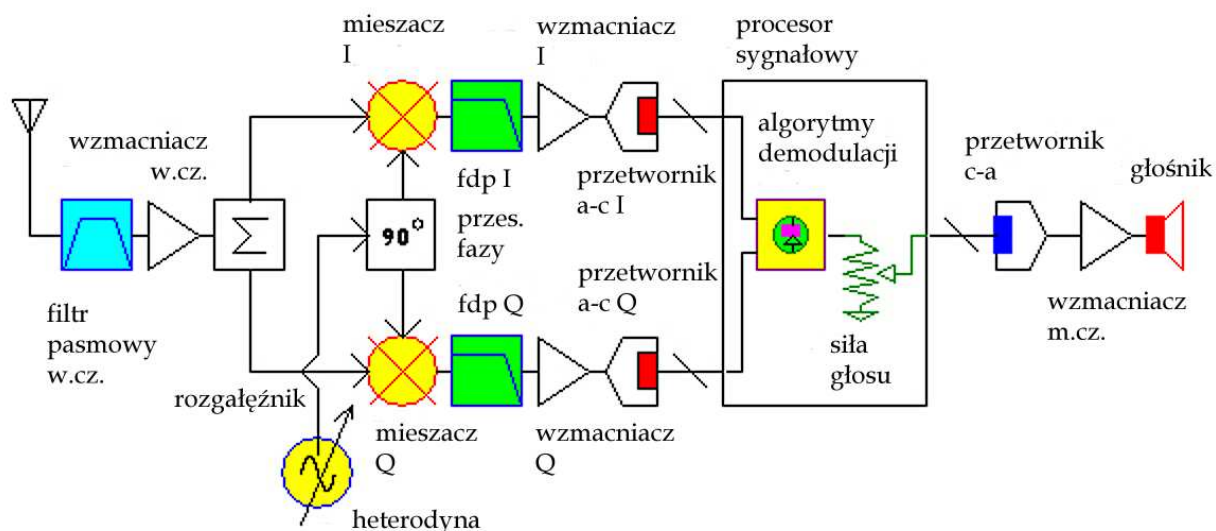 mieszacz
I
wzmacniacz
I
procesor
sygnałowy
wzmacniacz
w.cz.
fdp I
przetwornik
a-c I
algorytmy
demodulacji
przetwornik
c-a
głośnik
Σ
90°
przes.
fazy
filtr
pasmowy
w.cz.
fdp Q
przetwornik
a-c Q
siła
głosu
wzmacniacz
m.cz.
rozgałęźnik
mieszacz
Q
wzmacniacz
Q
heterodyna